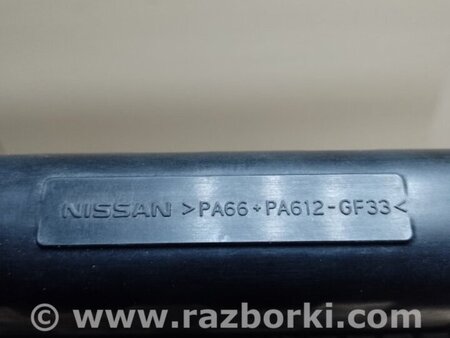 NISSAN >PA66+PA612-GF33<
© www.razborki.com